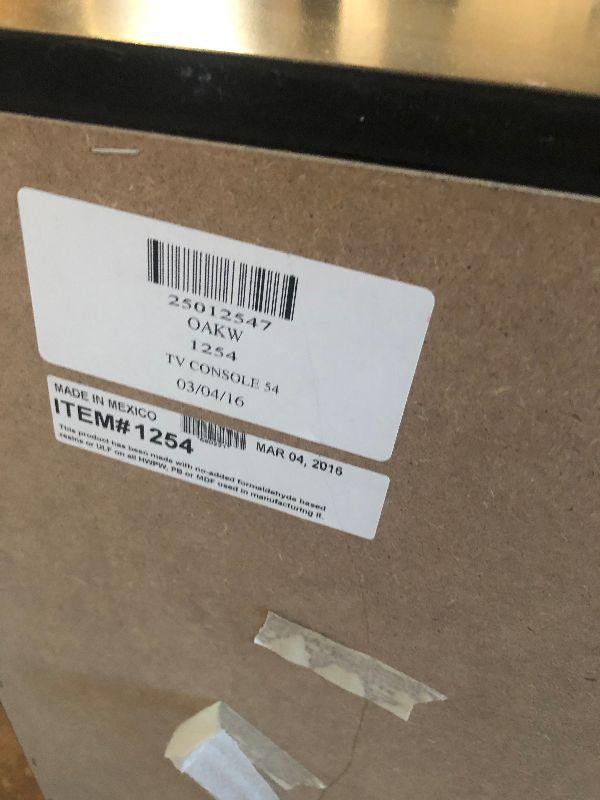 25012547
OAKW
1254
TV CONSOLE 54
03/04/16
MADE IN MEXICO
ITEM# 1254
MAR 04, 2016
This product has been made with no-added formaldehyde based
resins or ULF on all HWPW, PB or MDF used in manufacturing it.